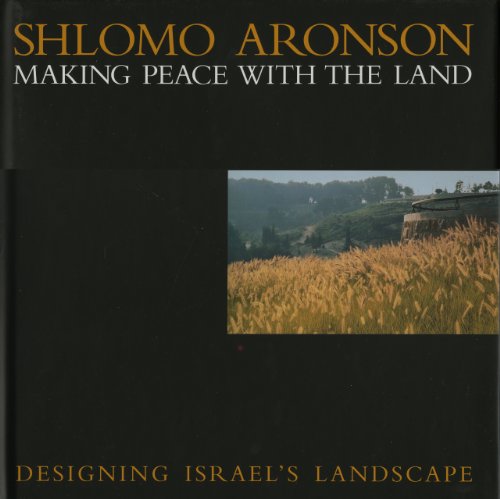 SHLOMO ARONSON
MAKING PEACE WITH THE LAND
DESIGNING ISRAEL'S LANDSCAPE